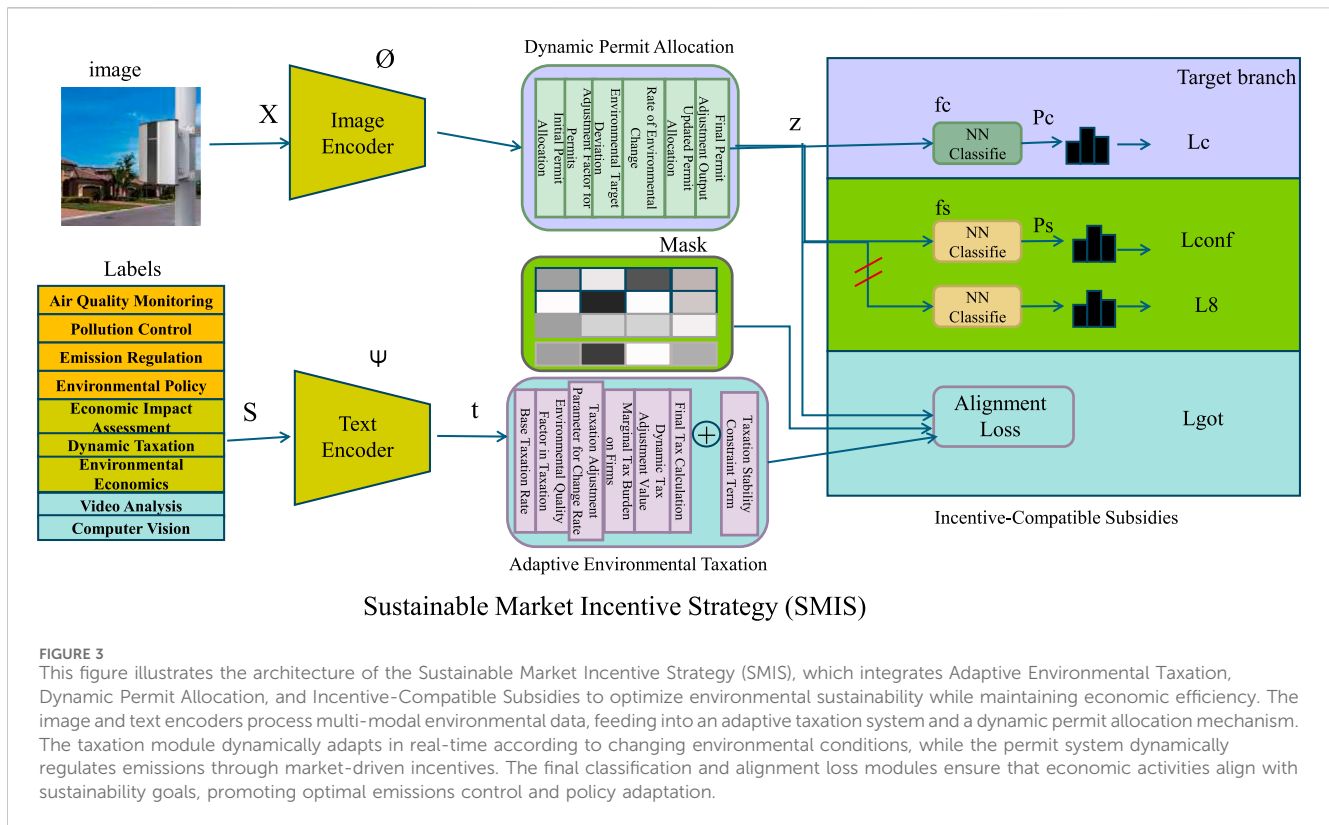 image
X
Ø
Image
Encoder
Dynamic Permit Allocation
Initial Permit
Allocation
Adjustment Factor for
Permits
Environmental Target
Deviation
Rate of Environmental
Change
Updated Permit
Allocation
Final Permit
Adjustment Output
z
Target branch
fc
NN
Classifie
Pc
Lc
fs
NN
Classifie
Ps
Lconf
NN
Classifie
L8
Mask
Labels
Air Quality Monitoring
Pollution Control
Emission Regulation
Environmental Policy
Economic Impact
Assessment
Dynamic Taxation
Environmental
Economics
Video Analysis
Computer Vision
S
Ψ
Text
Encoder
t
Base Taxation Rate
Environmental Quality
Factor in Taxation
Taxation Adjustment
Parameter for Change Rate
Marginal Tax Burden
on Firms
Dynamic Tax
Adjustment Value
Final Tax Calculation
+
Taxation Stability
Constraint Term
Adaptive Environmental Taxation
Alignment
Loss
Lgot
Incentive-Compatible Subsidies
Sustainable Market Incentive Strategy (SMIS)
FIGURE 3
This figure illustrates the architecture of the Sustainable Market Incentive Strategy (SMIS), which integrates Adaptive Environmental Taxation,
Dynamic Permit Allocation, and Incentive-Compatible Subsidies to optimize environmental sustainability while maintaining economic efficiency. The
image and text encoders process multi-modal environmental data, feeding into an adaptive taxation system and a dynamic permit allocation mechanism.
The taxation module dynamically adapts in real-time according to changing environmental conditions, while the permit system dynamically
regulates emissions through market-driven incentives. The final classification and alignment loss modules ensure that economic activities align with
sustainability goals, promoting optimal emissions control and policy adaptation.